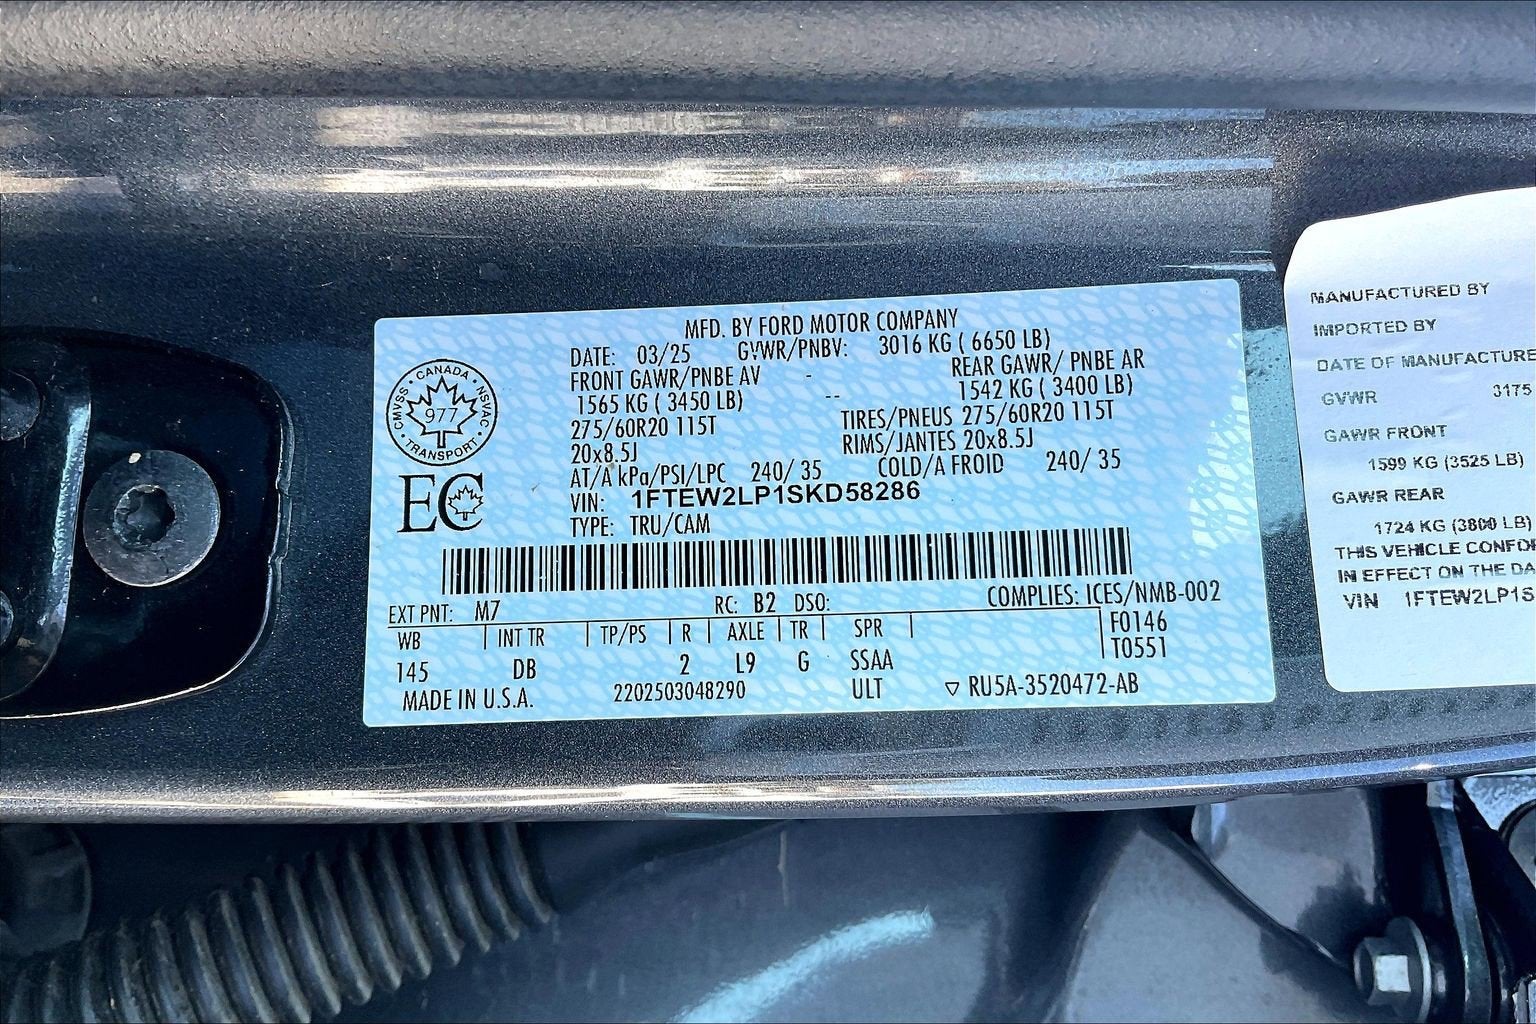 MFD. BY FORD MOTOR COMPANY
DATE: 03/25 GVWR/PNBV: 3016 KG ( 6650 LB)
FRONT GAWR/PNBE AV - REAR GAWR/ PNBE AR
1565 KG ( 3450 LB) -- 1542 KG ( 3400 LB)
275/60R20 115T TIRES/PNEUS 275/60R20 115T
20x8.5J RIMS/JANTES 20x8.5J
AT/A kPa/PSI/LPC 240/ 35 COLD/A FROID 240/ 35
VIN: 1FTEW2LP1SKD58286
TYPE: TRU/CAM
CANADA
CMVSS · NSVAC
977
TRANSPORT
EC
EXT PNT: M7 RC: B2 DSO: COMPLIES: ICES/NMB-002
WB INT TR TP/PS R AXLE TR SPR F0146
T0551
145 DB 2 L9 G SSAA
MADE IN U.S.A. 2202503048290 ULT ▽ RU5A-3520472-AB
MANUFACTURED BY
IMPORTED BY
DATE OF MANUFACTURE
GVWR 3175
GAWR FRONT
1599 KG (3525 LB)
GAWR REAR
1724 KG (3800 LB)
THIS VEHICLE CONFOR
IN EFFECT ON THE DA
VIN 1FTEW2LP1S